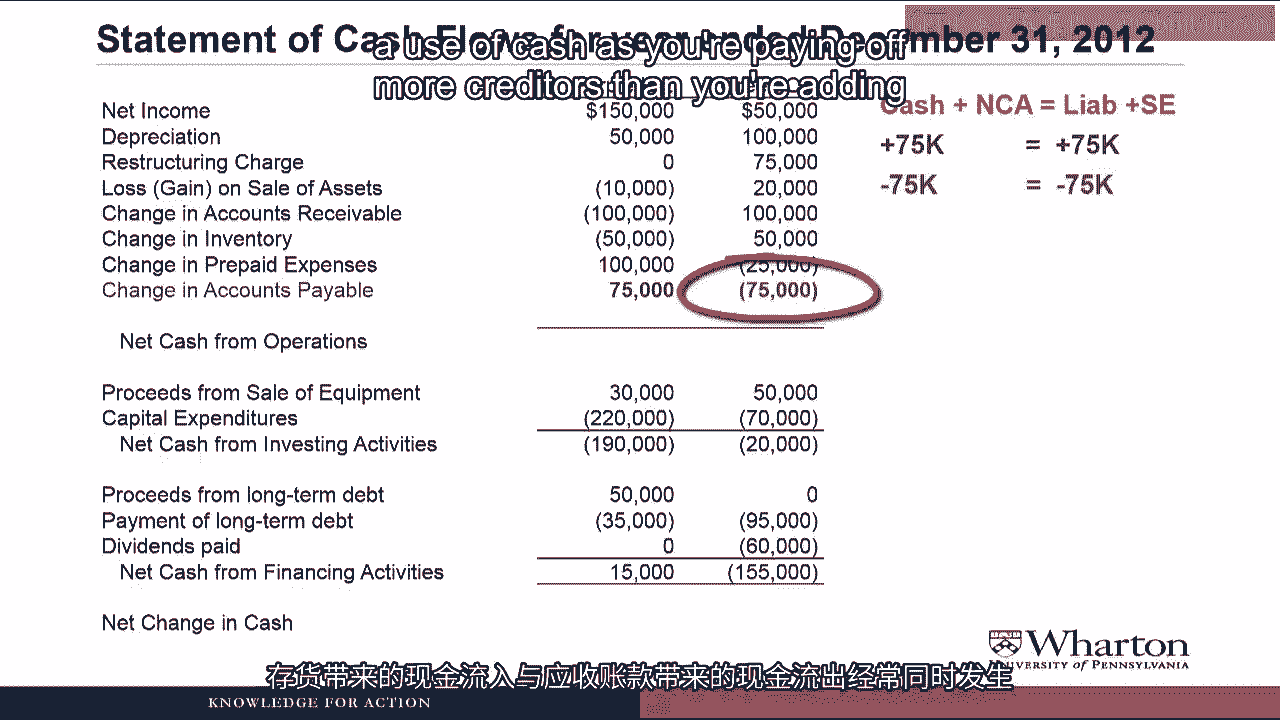 Statement of Cash Flows for year ended December 31, 2012
a use of cash as you're paying off
more creditors than you're adding
Cash + NCA = Liab +SE
Net Income $150,000 $50,000
+75K = +75K
Depreciation 50,000 100,000
Restructuring Charge 0 75,000
-75K = -75K
Loss (Gain) on Sale of Assets (10,000) 20,000
Change in Accounts Receivable (100,000) 100,000
Change in Inventory (50,000) 50,000
Change in Prepaid Expenses 100,000 (25,000)
Change in Accounts Payable 75,000 (75,000)
Net Cash from Operations
Proceeds from Sale of Equipment 30,000 50,000
Capital Expenditures (220,000) (70,000)
Net Cash from Investing Activities (190,000) (20,000)
Proceeds from long-term debt 50,000 0
Payment of long-term debt (35,000) (95,000)
Dividends paid 0 (60,000)
Net Cash from Financing Activities 15,000 (155,000)
Net Change in Cash
Wharton
UNIVERSITY of PENNSYLVANIA
存货带来的现金流入与应收账款带来的现金流出经常同时发生
KNOWLEDGE FOR ACTION